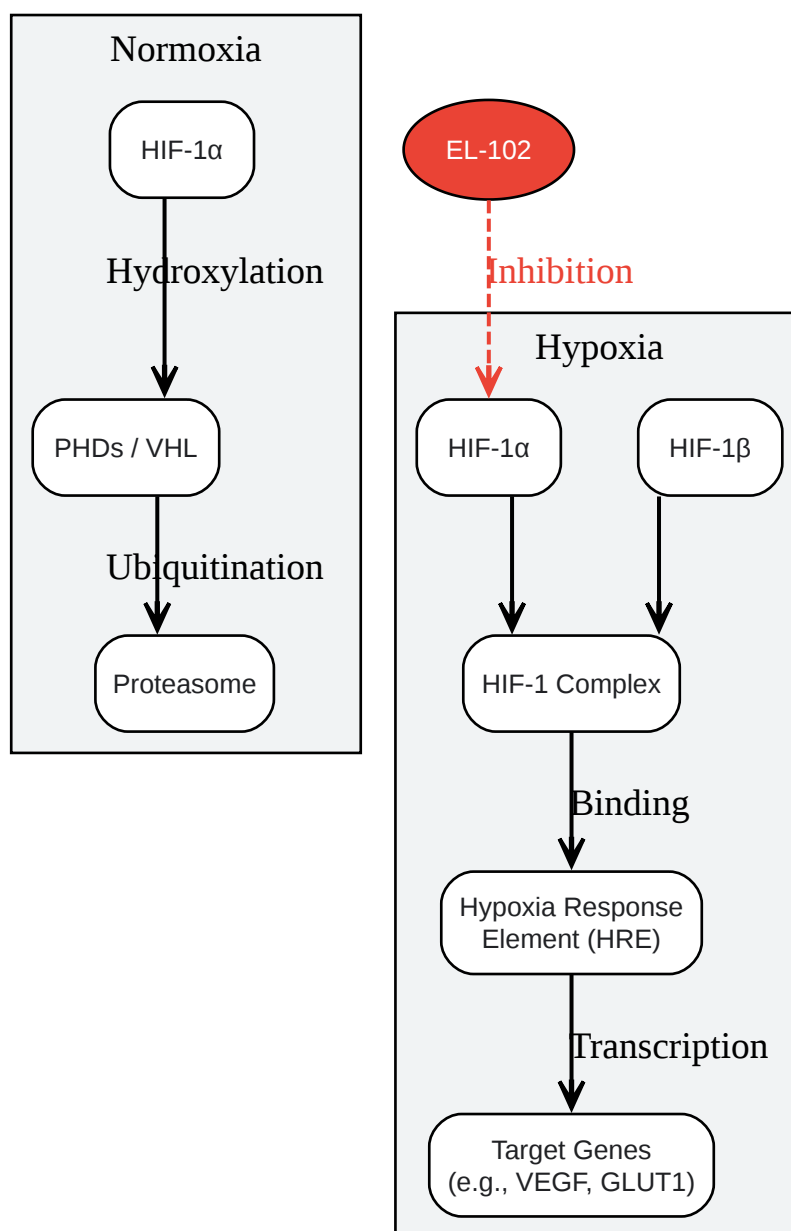 Normoxia
HIF-1α
Hydroxylation
PHDs / VHL
Ubiquitination
Proteasome
EL-102
Inhibition
Hypoxia
HIF-1α
HIF-1β
HIF-1 Complex
Binding
Hypoxia Response
Element (HRE)
Transcription
Target Genes
(e.g., VEGF, GLUT1)